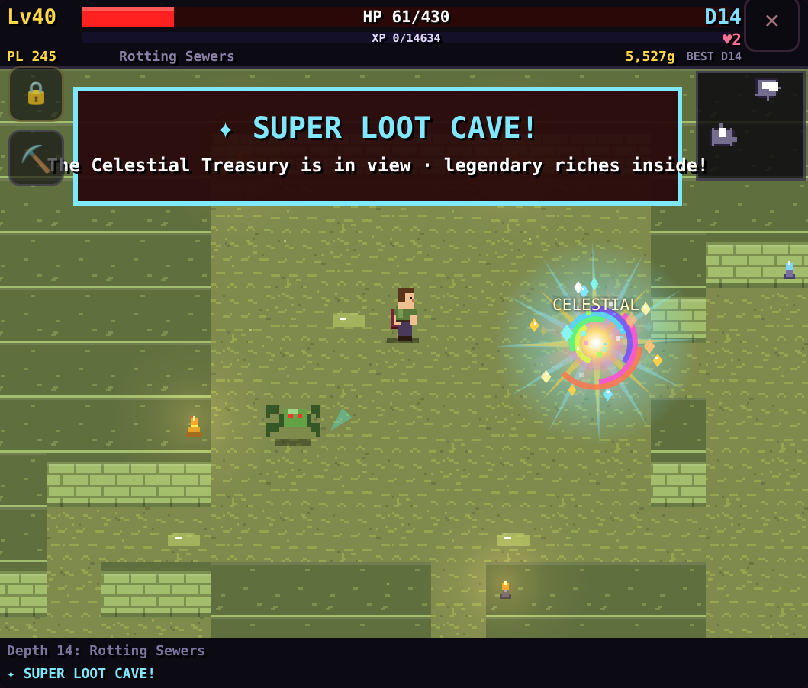 Lv40
HP 61/430
D14
×
XP 0/14634
♥2
PL 245
Rotting Sewers
5,527g
BEST D14
✦ SUPER LOOT CAVE!
The Celestial Treasury is in view · legendary riches inside!
CELESTIAL
Depth 14: Rotting Sewers
✦ SUPER LOOT CAVE!